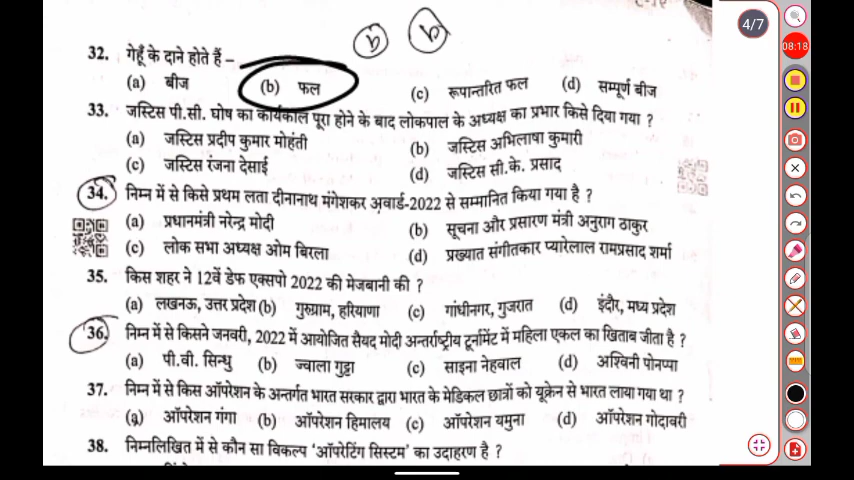 4/7
08:18
b b
32. गेहूँ के दाने होते हैं –
(a) बीज (b) फल (c) रूपान्तरित फल (d) सम्पूर्ण बीज
33. जस्टिस पी.सी. घोष का कार्यकाल पूरा होने के बाद लोकपाल के अध्यक्ष का प्रभार किसे दिया गया ?
(a) जस्टिस प्रदीप कुमार मोहंती (b) जस्टिस अभिलाषा कुमारी
(c) जस्टिस रंजना देसाई (d) जस्टिस सी.के. प्रसाद
34. निम्न में से किसे प्रथम लता दीनानाथ मंगेशकर अवार्ड-2022 से सम्मानित किया गया है ?
(a) प्रधानमंत्री नरेन्द्र मोदी (b) सूचना और प्रसारण मंत्री अनुराग ठाकुर
(c) लोक सभा अध्यक्ष ओम बिरला (d) प्रख्यात संगीतकार प्यारेलाल रामप्रसाद शर्मा
35. किस शहर ने 12वें डेफ एक्सपो 2022 की मेजबानी की ?
(a) लखनऊ, उत्तर प्रदेश (b) गुरुग्राम, हरियाणा (c) गांधीनगर, गुजरात (d) इंदौर, मध्य प्रदेश
36. निम्न में से किसने जनवरी, 2022 में आयोजित सैयद मोदी अन्तर्राष्ट्रीय टूर्नामेंट में महिला एकल का खिताब जीता है ?
(a) पी.वी. सिन्धु (b) ज्वाला गुट्टा (c) साइना नेहवाल (d) अश्विनी पोनप्पा
37. निम्न में से किस ऑपरेशन के अन्तर्गत भारत सरकार द्वारा भारत के मेडिकल छात्रों को यूक्रेन से भारत लाया गया था ?
(a) ऑपरेशन गंगा (b) ऑपरेशन हिमालय (c) ऑपरेशन यमुना (d) ऑपरेशन गोदावरी
38. निम्नलिखित में से कौन सा विकल्प 'ऑपरेटिंग सिस्टम' का उदाहरण है ?